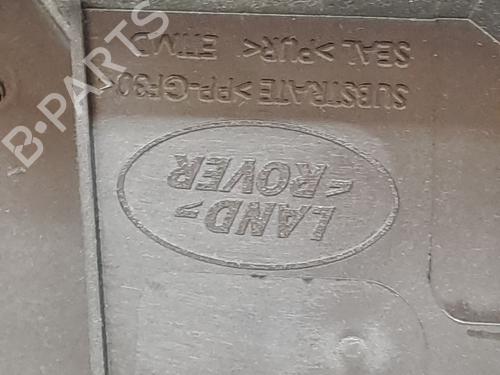 LAND
ROVER
SUBSTRATE >PP-GF30
SEAL >PUR< ETMD
B-PARTS